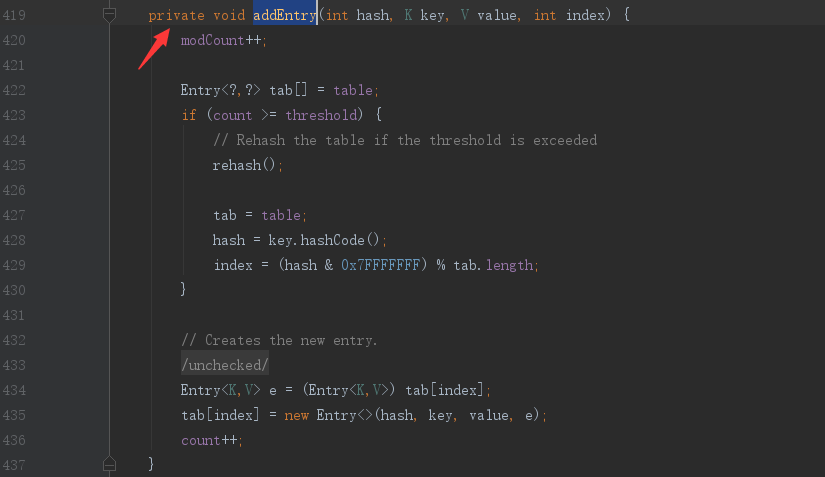 419 private void addEntry(int hash, K key, V value, int index) {
420 modCount++;
421
422 Entry<?,?> tab[] = table;
423 if (count >= threshold) {
424 // Rehash the table if the threshold is exceeded
425 rehash();
426
427 tab = table;
428 hash = key.hashCode();
429 index = (hash & 0x7FFFFFFF) % tab.length;
430 }
431
432 // Creates the new entry.
433 /unchecked/
434 Entry<K,V> e = (Entry<K,V>) tab[index];
435 tab[index] = new Entry<>(hash, key, value, e);
436 count++;
437 }